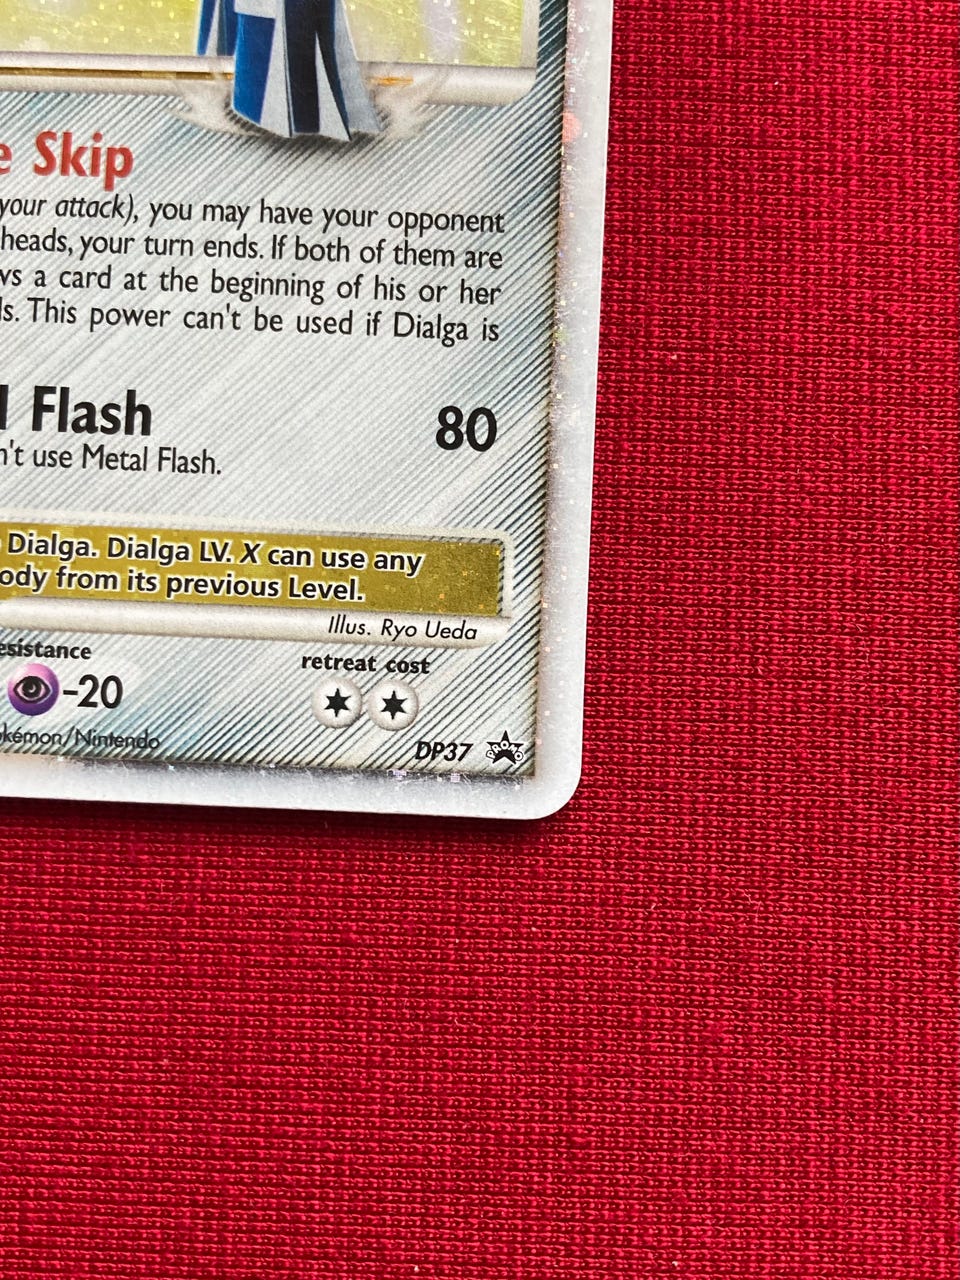 e Skip
your attack), you may have your opponent
heads, your turn ends. If both of them are
ws a card at the beginning of his or her
ls. This power can't be used if Dialga is
l Flash 80
n't use Metal Flash.
Dialga. Dialga LV. X can use any
ody from its previous Level.
Illus. Ryo Ueda
esistance
retreat cost
-20
kémon/Nintendo
DP37 PROMO